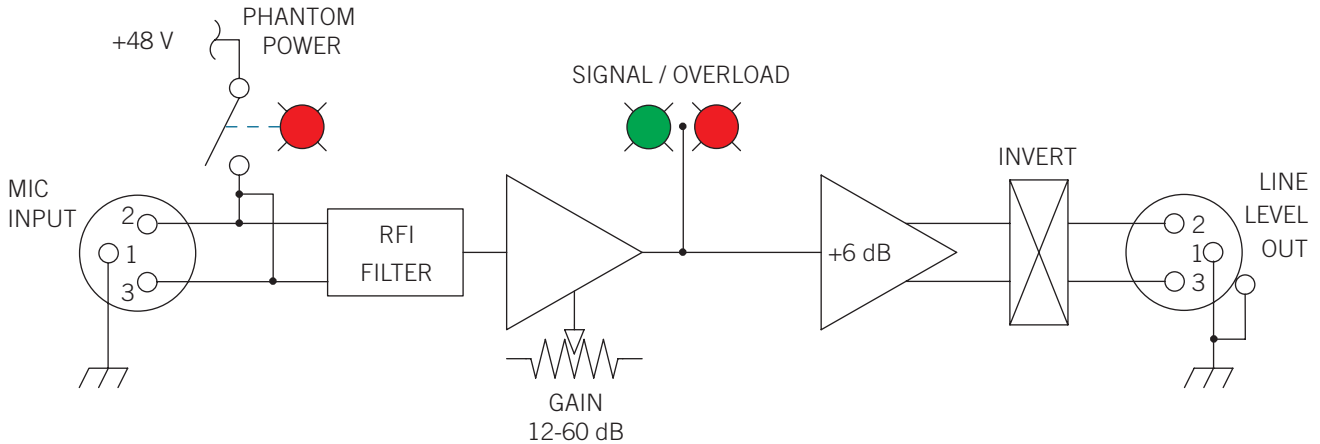 PHANTOM
POWER
+48 V
SIGNAL / OVERLOAD
MIC
INPUT
2
1
3
RFI
FILTER
GAIN
12-60 dB
+6 dB
INVERT
LINE
LEVEL
OUT
2
1
3